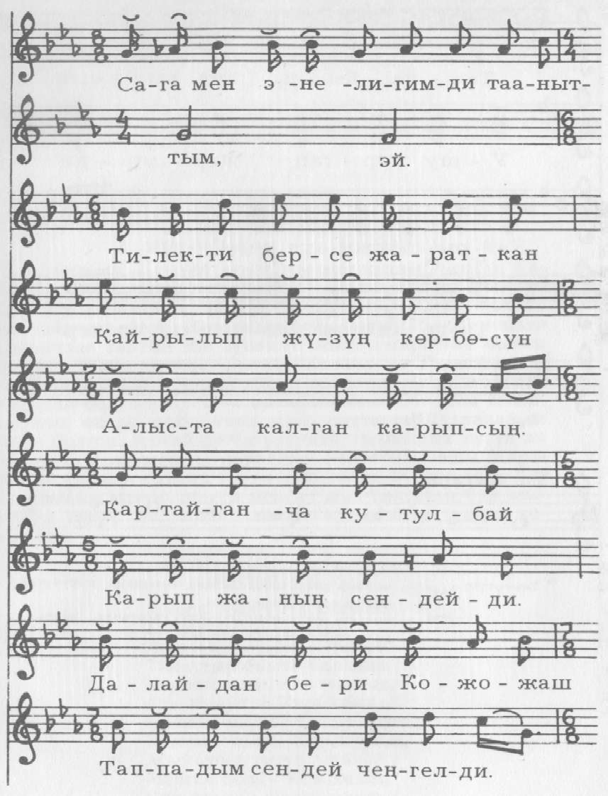 Са-га мен э -не -ли-гим-ди таа-ныт-
тым, эй.
Ти-лек-ти бер - се жа - рат - кан
Кай-ры-лып жү-зүң көр-бө-сүн
А-лыс-та кал-ган ка-рып-сың,
Кар-тай-ган -ча ку - тул - бай
Ка-рып жа - ның сен - дей - ди.
Да - лай - дан бе - ри Ко - жо - жаш
Тап-па-дым сен-дей чең-гел-ди.